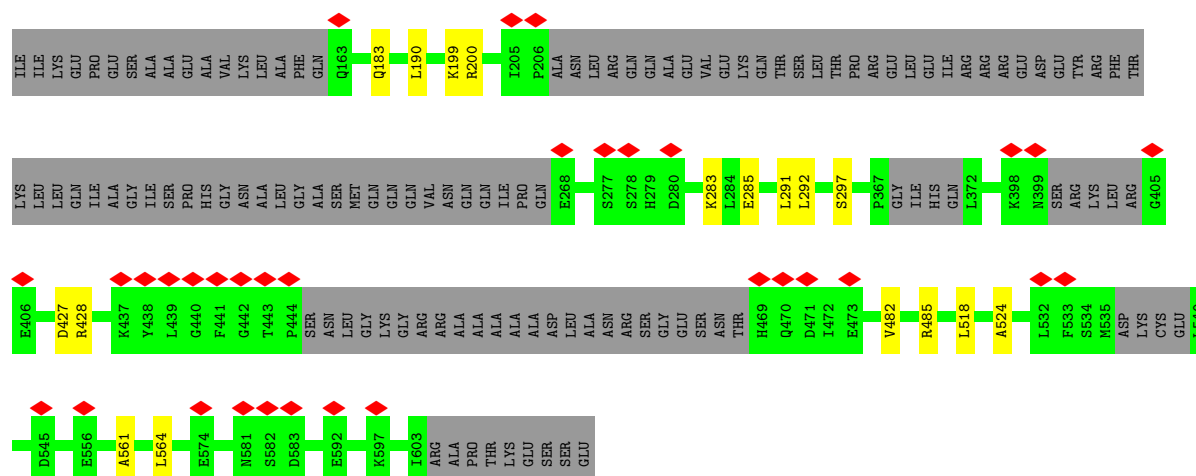 ILE ILE LYS GLU PRO GLU SER ALA ALA GLU ALA VAL LYS LEU ALA PHE GLN Q163 Q183 L190 K199 R200 I205 P206 ALA ASN LEU ARG GLN GLN ALA GLU VAL GLU LYS GLN THR SER LEU THR PRO ARG GLU LEU GLU ILE ARG ARG ARG GLU ASP GLU TYR ARG PHE THR
LYS LEU LEU GLN ILE ALA GLY ILE SER PRO HIS GLY ASN ALA LEU GLY ALA SER MET GLN GLN GLN VAL ASN GLN GLN ILE PRO GLN E268 S277 S278 H279 D280 K283 L284 E285 L291 L292 S297 P367 GLY ILE HIS GLN L372 K398 N399 SER ARG LYS LEU ARG G405
E406 D427 R428 K437 Y438 L439 G440 F441 G442 T443 P444 SER ASN LEU GLY LYS GLY ARG ARG ALA ALA ALA ALA ALA ASP LEU ALA ASN ARG SER GLY GLU SER ASN THR H469 Q470 D471 I472 E473 V482 R485 L518 A524 L532 F533 S534 M535 ASP LYS CYS GLU
D545 E556 A561 L564 E574 N581 S582 D583 E592 K597 I603 ARG ALA PRO THR LYS GLU SER SER GLU